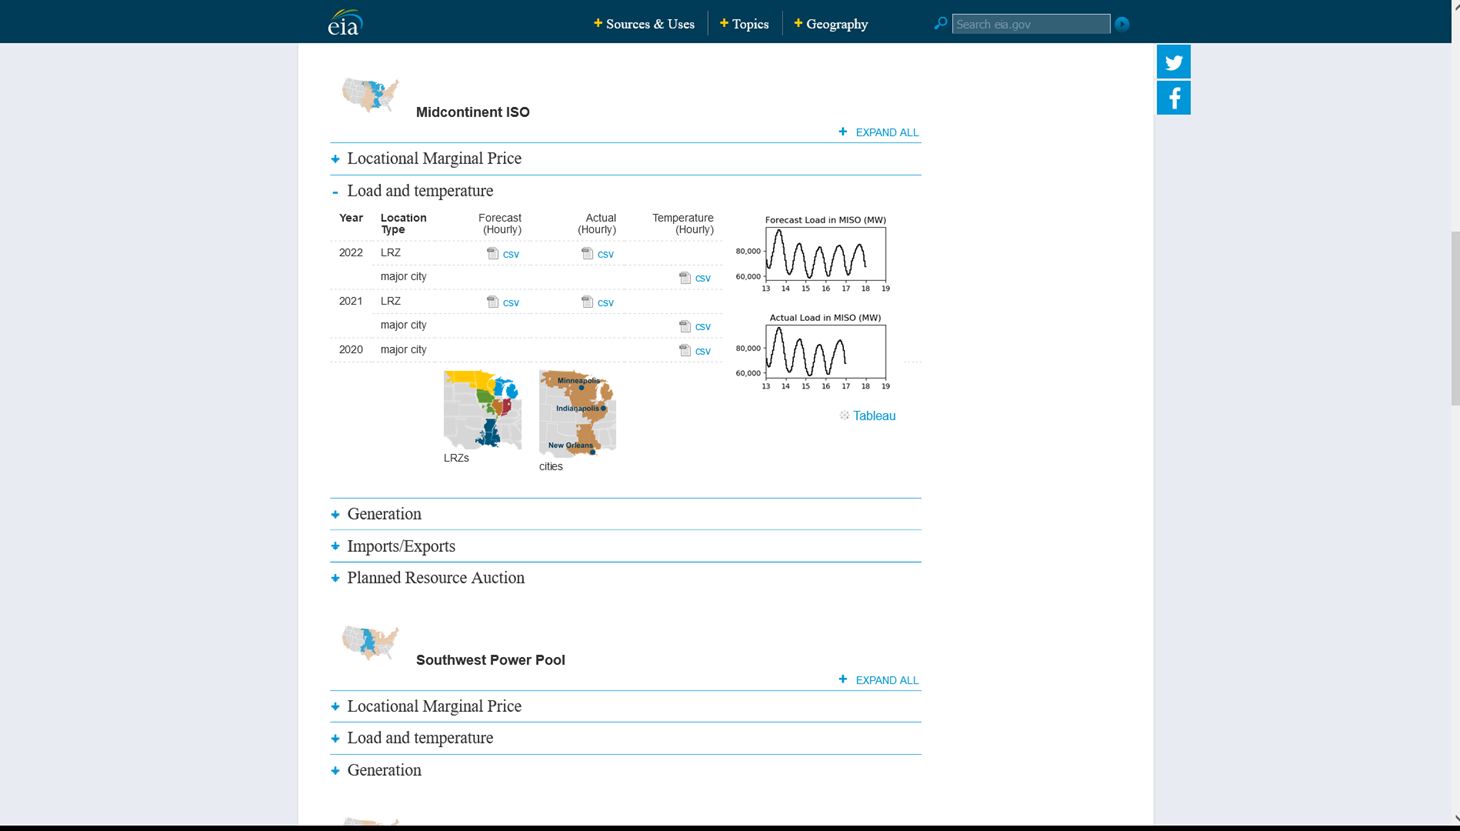 eia
+ Sources & Uses
+ Topics
+ Geography
Search eia.gov
Midcontinent ISO
+ EXPAND ALL
+ Locational Marginal Price
- Load and temperature
Year Location Type Forecast (Hourly) Actual (Hourly) Temperature (Hourly)
2022 LRZ csv csv
major city csv
2021 LRZ csv csv
major city csv
2020 major city csv
Forecast Load in MISO (MW)
80,000
60,000
13 14 15 16 17 18 19
Actual Load in MISO (MW)
80,000
60,000
13 14 15 16 17 18 19
Tableau
LRZs
Minneapolis
Indianapolis
New Orleans
cities
+ Generation
+ Imports/Exports
+ Planned Resource Auction
Southwest Power Pool
+ EXPAND ALL
+ Locational Marginal Price
+ Load and temperature
+ Generation